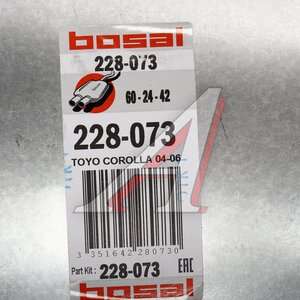 bosal
228-073
60-24-42
228-073
TOYO COROLLA 04-06
3 351642 280730
Part Kit : 228-073
EAC
bosal